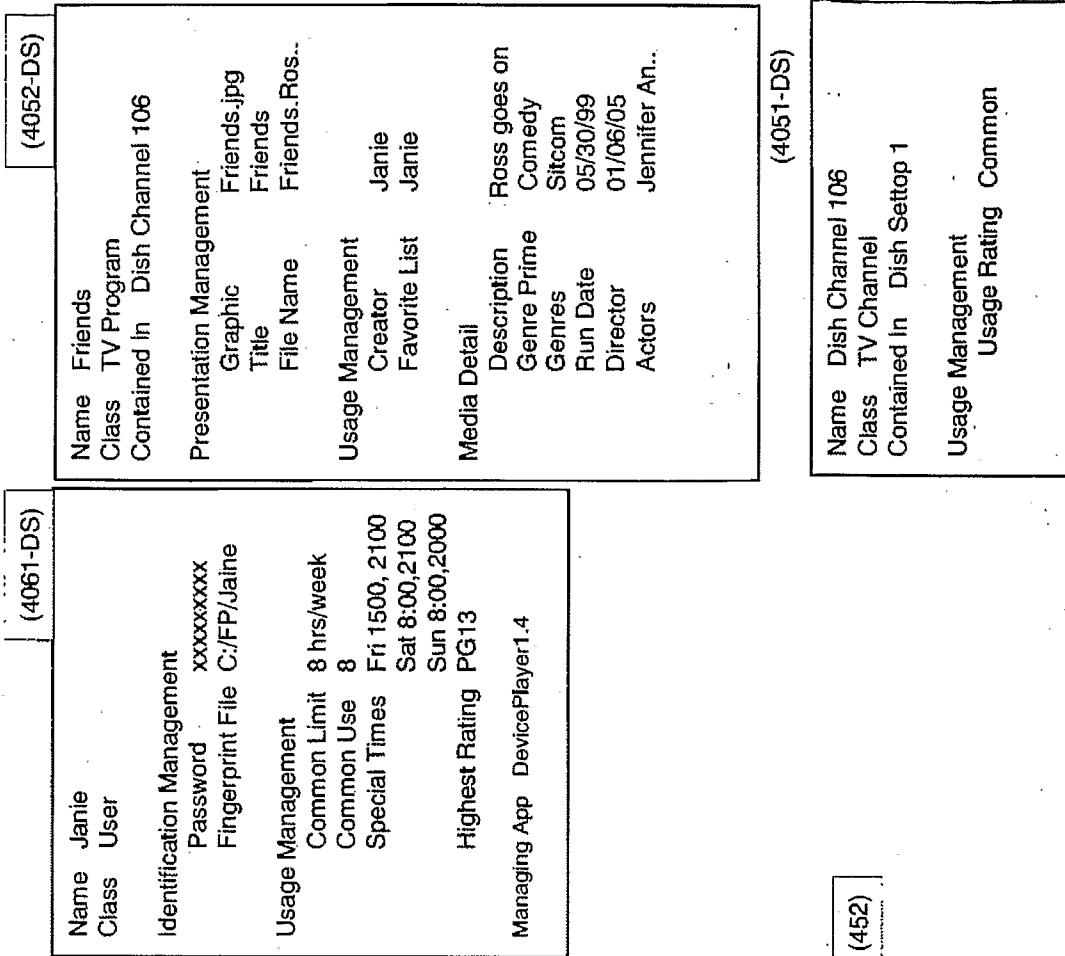 (4061-DS)
Name Janie
Class User
Identification Management
Password xxxxxxxxx
Fingerprint File C:/FP/Jaine
Usage Management
Common Limit 8 hrs/week
Common Use 8
Special Times Fri 1500, 2100
Sat 8:00,2100
Sun 8:00,2000
Highest Rating PG13
Managing App DevicePlayer1.4
(4052-DS)
Name Friends
Class TV Program
Contained In Dish Channel 106
Presentation Management
Graphic Friends.jpg
Title Friends
File Name Friends.Ros..
Usage Management
Creator Janie
Favorite List Janie
Media Detail
Description Ross goes on
Genre Prime Comedy
Genres Sitcom
Run Date 05/30/99
Director 01/06/05
Actors Jennifer An..
(452)
(4051-DS)
Name Dish Channel 106
Class TV Channel
Contained In Dish Settop 1
Usage Management
Usage Rating Common